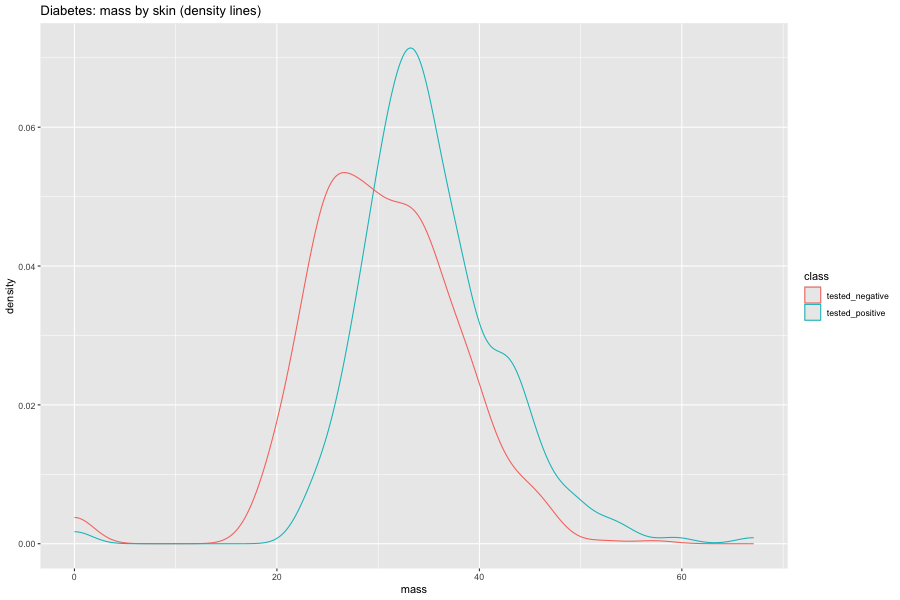 Diabetes: mass by skin (density lines)
0.06
0.04
0.02
0.00
density
0
20
40
60
mass
class
tested_negative
tested_positive